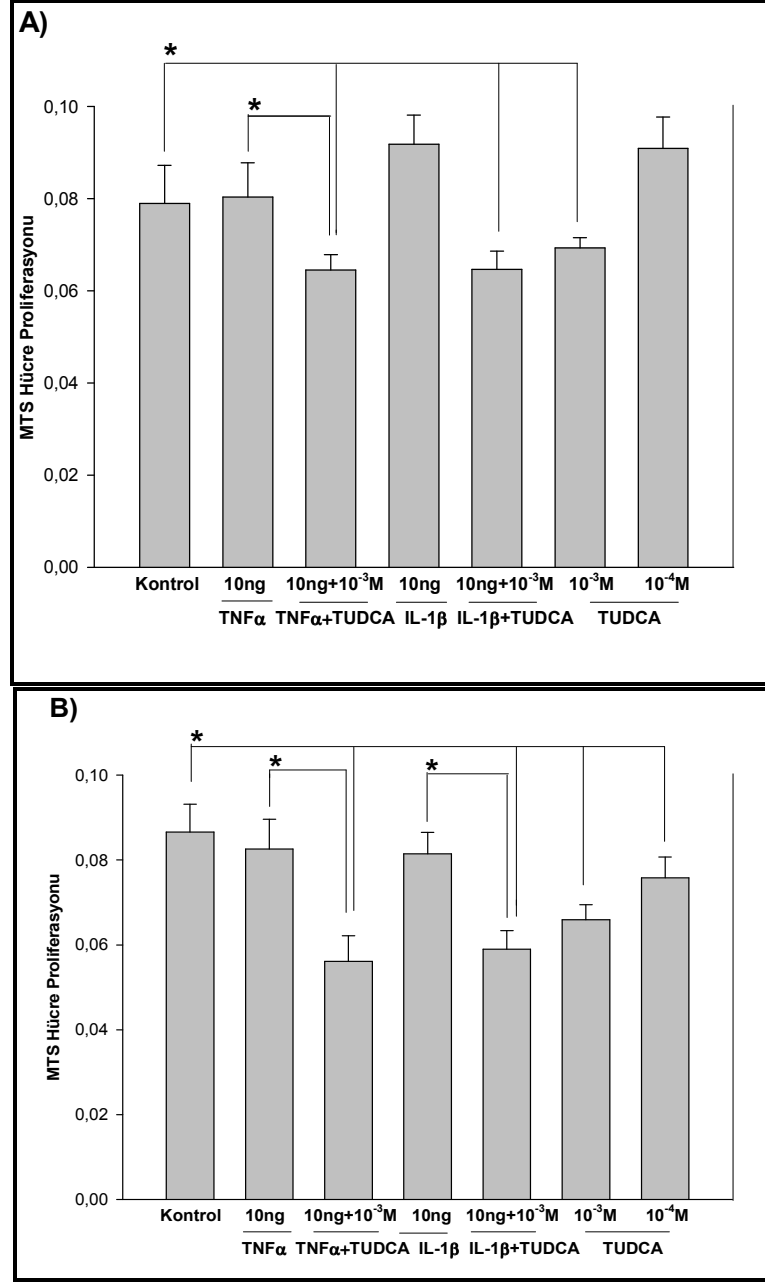 A)
*
*
0,10
0,08
0,06
0,04
0,02
0,00
MTS Hücre Proliferasyonu
Kontrol 10ng 10ng+10⁻³M 10ng 10ng+10⁻³M 10⁻³M 10⁻⁴M
TNFα TNFα+TUDCA IL-1β IL-1β+TUDCA TUDCA
B)
*
* *
0,10
0,08
0,06
0,04
0,02
0,00
MTS Hücre Proliferasyonu
Kontrol 10ng 10ng+10⁻³M 10ng 10ng+10⁻³M 10⁻³M 10⁻⁴M
TNFα TNFα+TUDCA IL-1β IL-1β+TUDCA TUDCA